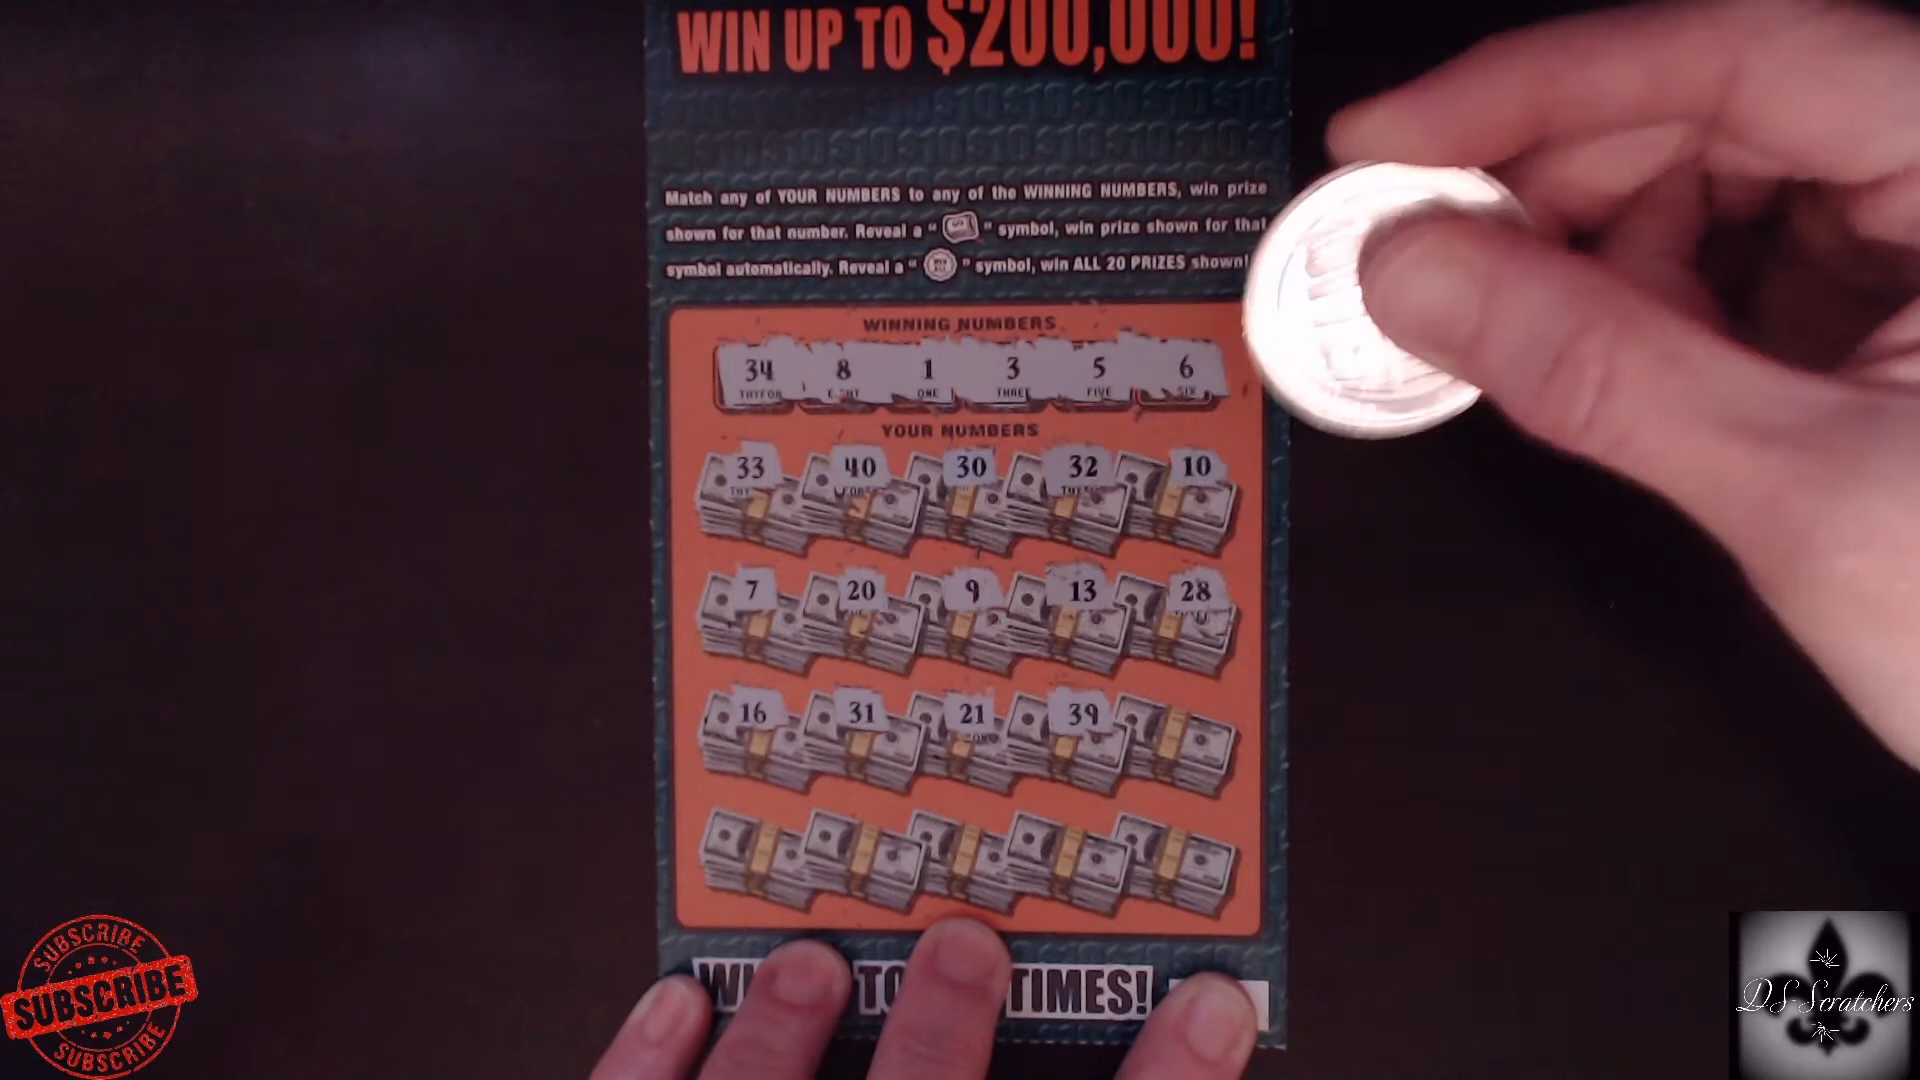 WIN UP TO $200,000!
Match any of YOUR NUMBERS to any of the WINNING NUMBERS, win prize
shown for that number. Reveal a " " symbol, win prize shown for that
symbol automatically. Reveal a " " symbol, win ALL 20 PRIZES shown!
WINNING NUMBERS
34 8 1 3 5 6
THYFOR ONE THREE FIVE SIX
YOUR NUMBERS
33 40 30 32 10
7 20 9 13 28
16 31 21 39
TIMES!
SUBSCRIBE
SUBSCRIBE
SUBSCRIBE
DS-Scratchers